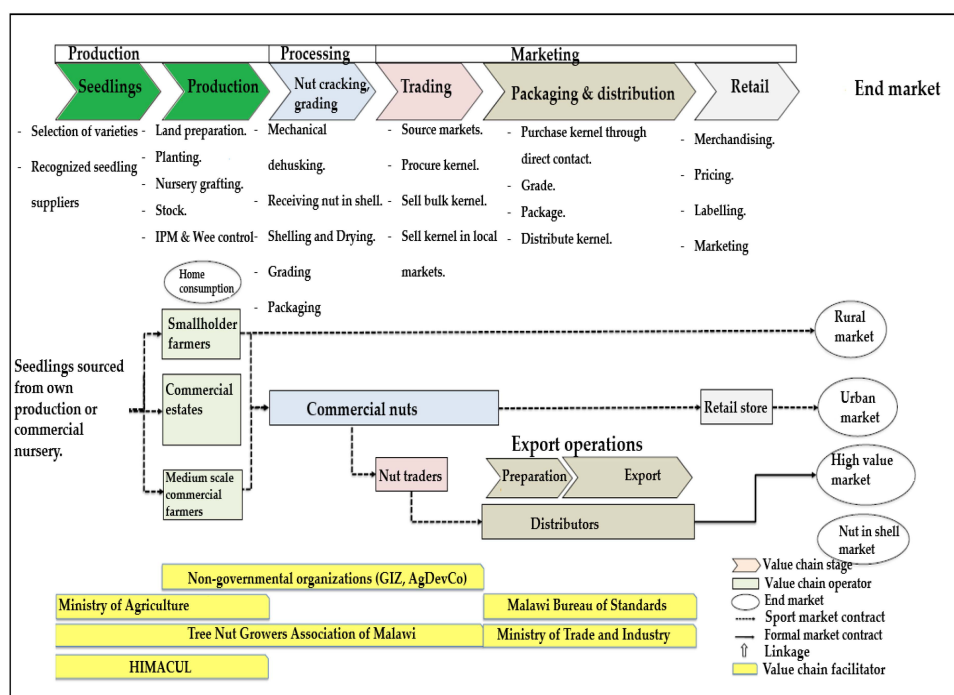 Production
Processing
Marketing
Seedlings
Production
Nut cracking,
grading
Trading
Packaging & distribution
Retail
End market
- Selection of varieties
- Recognized seedling
suppliers
- Land preparation.
- Planting.
- Nursery grafting.
- Stock.
- IPM & Wee control
- Mechanical
dehusking.
- Receiving nut in shell.
- Shelling and Drying.
- Grading
- Packaging
- Source markets.
- Procure kernel.
- Sell bulk kernel.
- Sell kernel in local
markets.
- Purchase kernel through
direct contact.
- Grade.
- Package.
- Distribute kernel.
- Merchandising.
- Pricing.
- Labelling.
- Marketing
Home
consumption
Smallholder
farmers
Rural
market
Seedlings sourced
from own
production or
commercial
nursery.
Commercial
estates
Commercial nuts
Retail store
Urban
market
Export operations
Medium scale
commercial
farmers
Nut traders
Preparation
Export
High value
market
Distributors
Nut in shell
market
Non-governmental organizations (GIZ, AgDevCo)
Ministry of Agriculture
Malawi Bureau of Standards
Tree Nut Growers Association of Malawi
Ministry of Trade and Industry
HIMACUL
Value chain stage
Value chain operator
End market
Sport market contract
Formal market contract
Linkage
Value chain facilitator